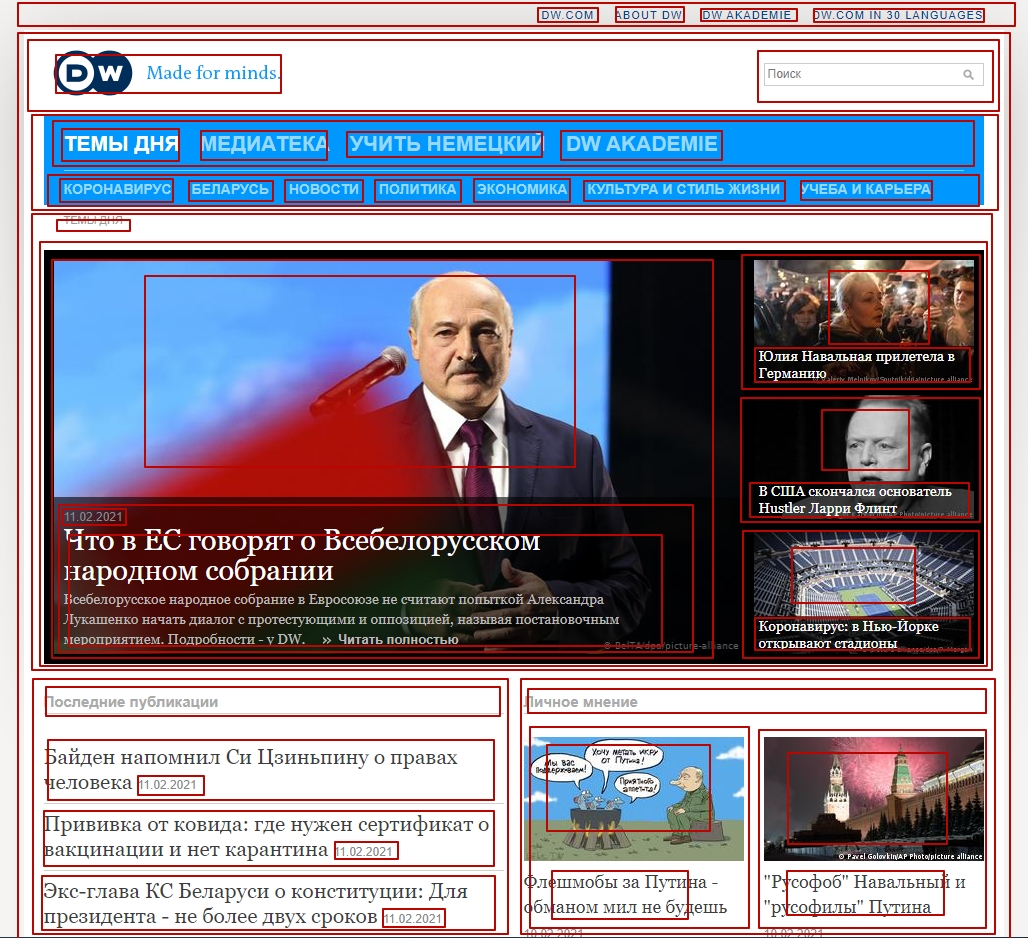 DW.COM ABOUT DW DW AKADEMIE DW.COM IN 30 LANGUAGES
DW Made for minds.
Поиск
ТЕМЫ ДНЯ МЕДИАТЕКА УЧИТЬ НЕМЕЦКИЙ DW AKADEMIE
КОРОНАВИРУС БЕЛАРУСЬ НОВОСТИ ПОЛИТИКА ЭКОНОМИКА КУЛЬТУРА И СТИЛЬ ЖИЗНИ УЧЕБА И КАРЬЕРА
ТЕМЫ ДНЯ
11.02.2021
Что в ЕС говорят о Всебелорусском
народном собрании
Всебелорусское народное собрание в Евросоюзе не считают попыткой Александра
Лукашенко начать диалог с протестующими и оппозицией, называя постановочным
мероприятием. Подробности - у DW. » Читать полностью
© BelTA/dpa/picture-alliance
Юлия Навальная прилетела в
Германию
В США скончался основатель
Hustler Ларри Флинт
Коронавирус: в Нью-Йорке
открывают стадионы
Последние публикации
Байден напомнил Си Цзиньпину о правах
человека 11.02.2021
Прививка от ковида: где нужен сертификат о
вакцинации и нет карантина 11.02.2021
Экс-глава КС Беларуси о конституции: Для
президента - не более двух сроков 11.02.2021
Личное мнение
Мы вас
поддерживаем!
Хочу метать икру
от Путина!
Приятного
аппетита!
Флешмобы за Путина -
обманом мил не будешь
10.02.2021
© Pavel Golovkin/AP Photo/picture alliance
"Русофоб" Навальный и
"русофилы" Путина
10.02.2021